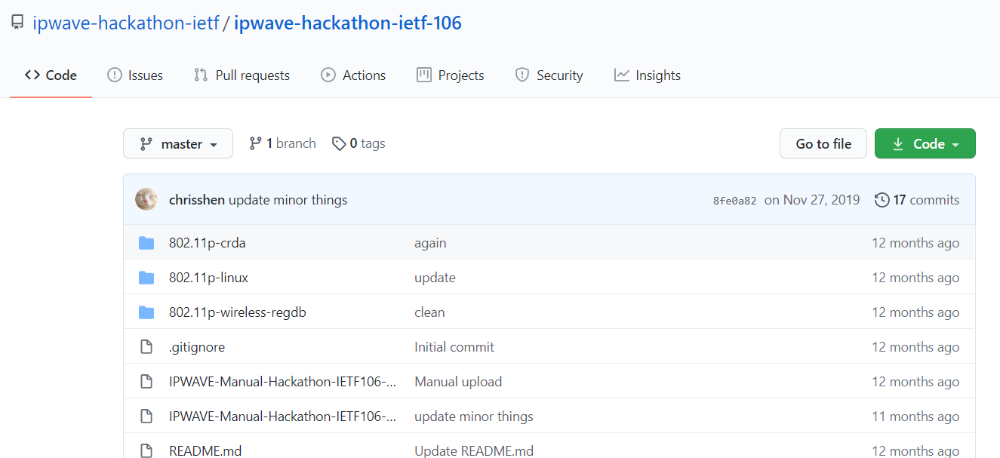 ipwave-hackathon-ietf / ipwave-hackathon-ietf-106
Code Issues Pull requests Actions Projects Security Insights
master 1 branch 0 tags Go to file Code
chrisshen update minor things 8fe0a82 on Nov 27, 2019 17 commits
802.11p-crda again 12 months ago
802.11p-linux update 12 months ago
802.11p-wireless-regdb clean 12 months ago
.gitignore Initial commit 12 months ago
IPWAVE-Manual-Hackathon-IETF106-... Manual upload 12 months ago
IPWAVE-Manual-Hackathon-IETF106-... update minor things 11 months ago
README.md Update README.md 12 months ago